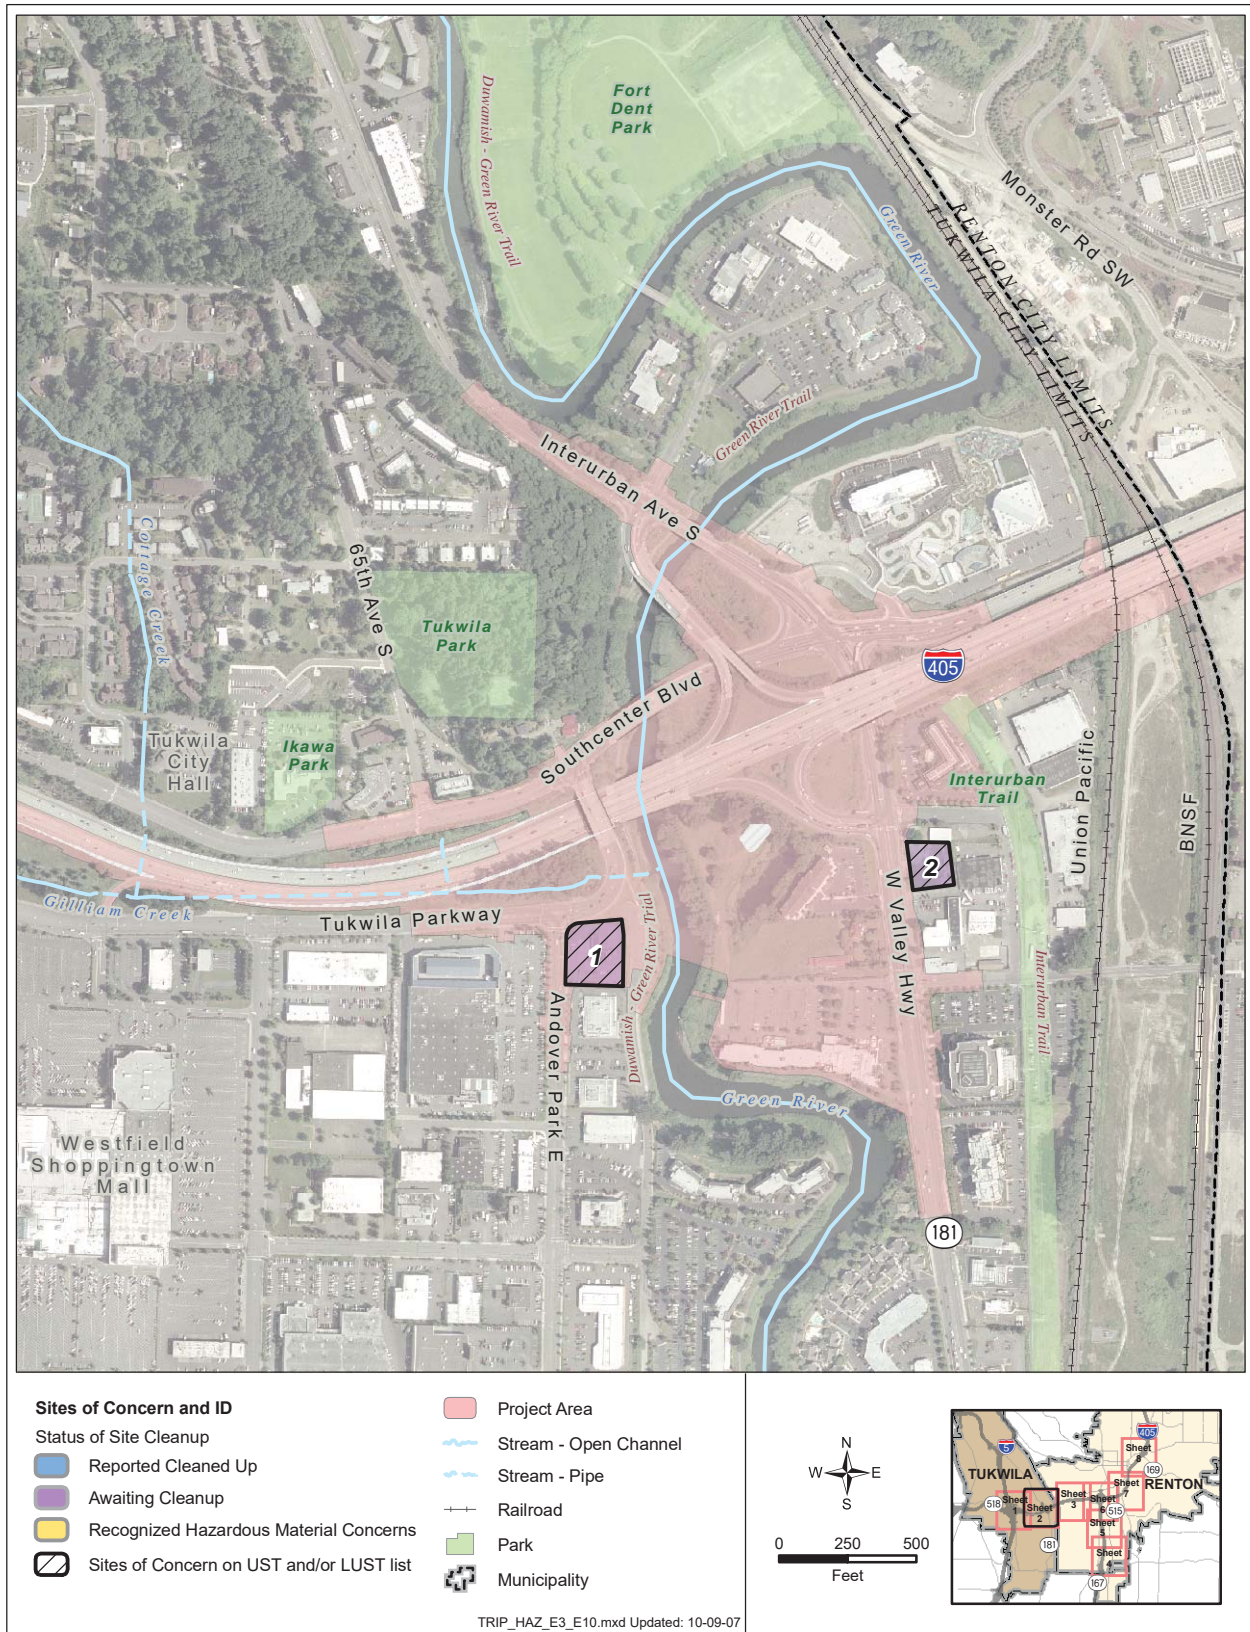 Fort
Dent
Park
Duwamish - Green River Trail
Green River
Monster Rd SW
RENTON CITY LIMITS
TUKWILA CITY LIMITS
Green River Trail
Interurban Ave S
Cottage Creek
65th Ave S
Tukwila
Park
405
Southcenter Blvd
Tukwila
City
Hall
Ikawa
Park
Interurban
Trail
Union Pacific
BNSF
2
W Valley Hwy
Gilliam Creek
Tukwila Parkway
1
Duwamish - Green River Trial
Andover Park E
Interurban Trail
Green River
Westfield
Shoppingtown
Mall
181
Sites of Concern and ID
Status of Site Cleanup
Reported Cleaned Up
Awaiting Cleanup
Recognized Hazardous Material Concerns
Sites of Concern on UST and/or LUST list
Project Area
Stream - Open Channel
Stream - Pipe
Railroad
Park
Municipality
TRIP_HAZ_E3_E10.mxd Updated: 10-09-07
N
W E
S
0 250 500
Feet
405
5
Sheet
8
TUKWILA
169
Sheet
7
RENTON
518
Sheet
1
Sheet
2
Sheet
3
Sheet
6
515
Sheet
5
181
Sheet
167